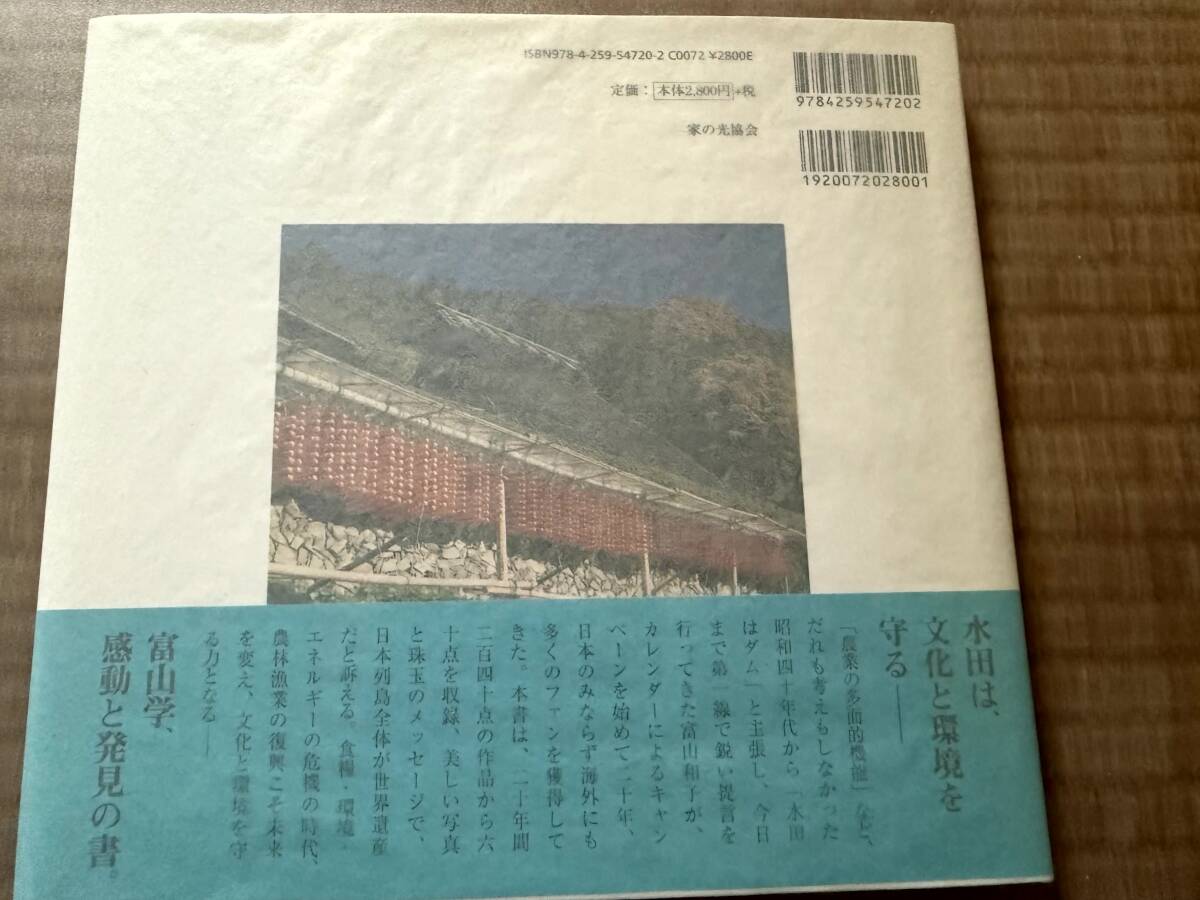 ISBN978-4-259-54720-2 C0072 ¥2800E
定価：本体2,800円+税
家の光協会
9784259547202
1920072028001
水田は、
文化と環境を
守る——
「農業の多面的機能」など、
だれも考えもしなかった
昭和四十年代から「水田
はダム」と主張し、今日
まで第一線で鋭い提言を
行ってきた富山和子が、
カレンダーによるキャン
ペーンを始めて二十年、
日本のみならず海外にも
多くのファンを獲得して
きた。本書は、二十年間
二百四十点の作品から六
十点を収録、美しい写真
と珠玉のメッセージで、
日本列島全体が世界遺産
だと訴える。食糧・環境・
エネルギーの危機の時代、
農林漁業の復興こそ未来
を変え、文化と環境を守
る力となる——
富山学、
感動と発見の書。